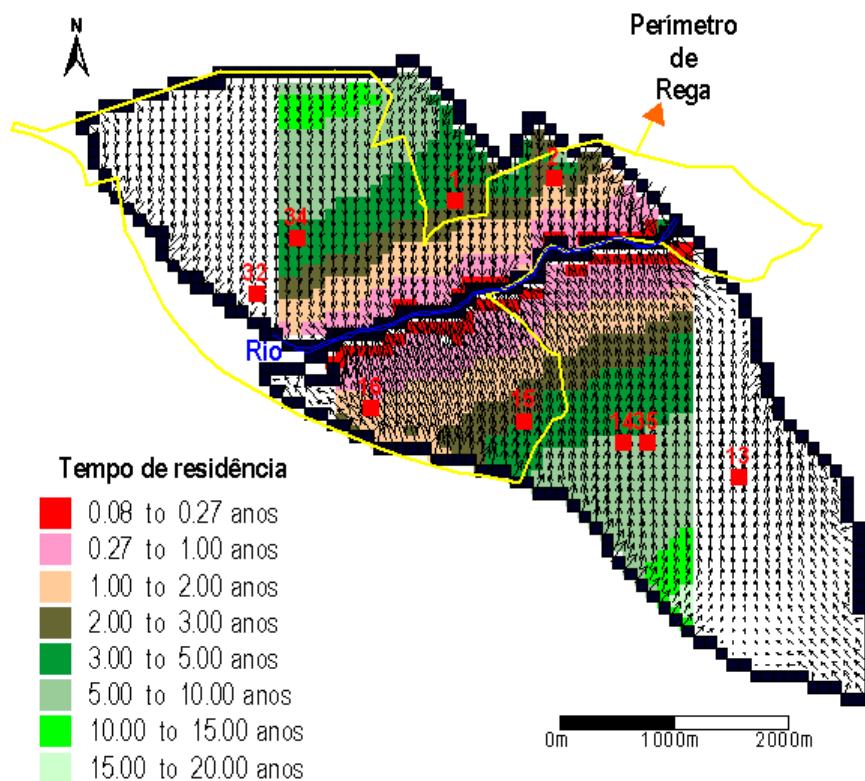 N
Perímetro
de
Rega
2
1
34
32
Rio
16
15
1435
13
Tempo de residência
0.08 to 0.27 anos
0.27 to 1.00 anos
1.00 to 2.00 anos
2.00 to 3.00 anos
3.00 to 5.00 anos
5.00 to 10.00 anos
10.00 to 15.00 anos
15.00 to 20.00 anos
0m 1000m 2000m